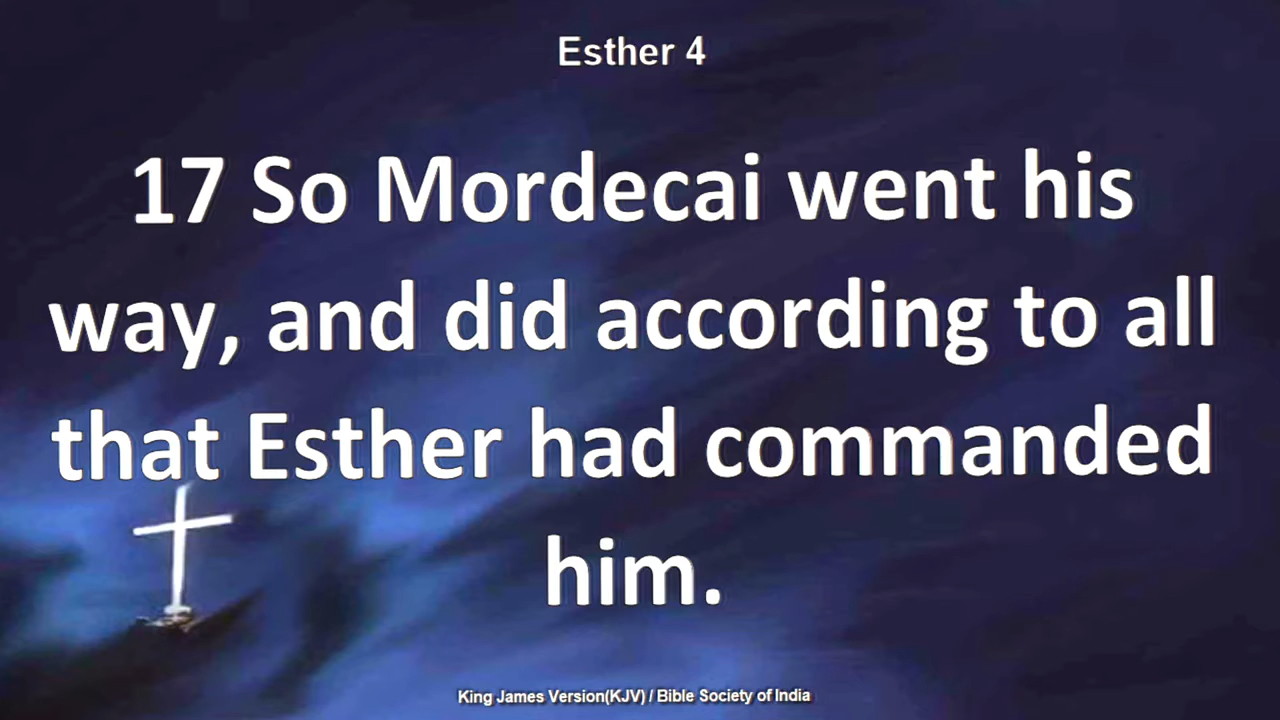 Esther 4
17 So Mordecai went his
way, and did according to all
that Esther had commanded
him.
King James Version(KJV) / Bible Society of India